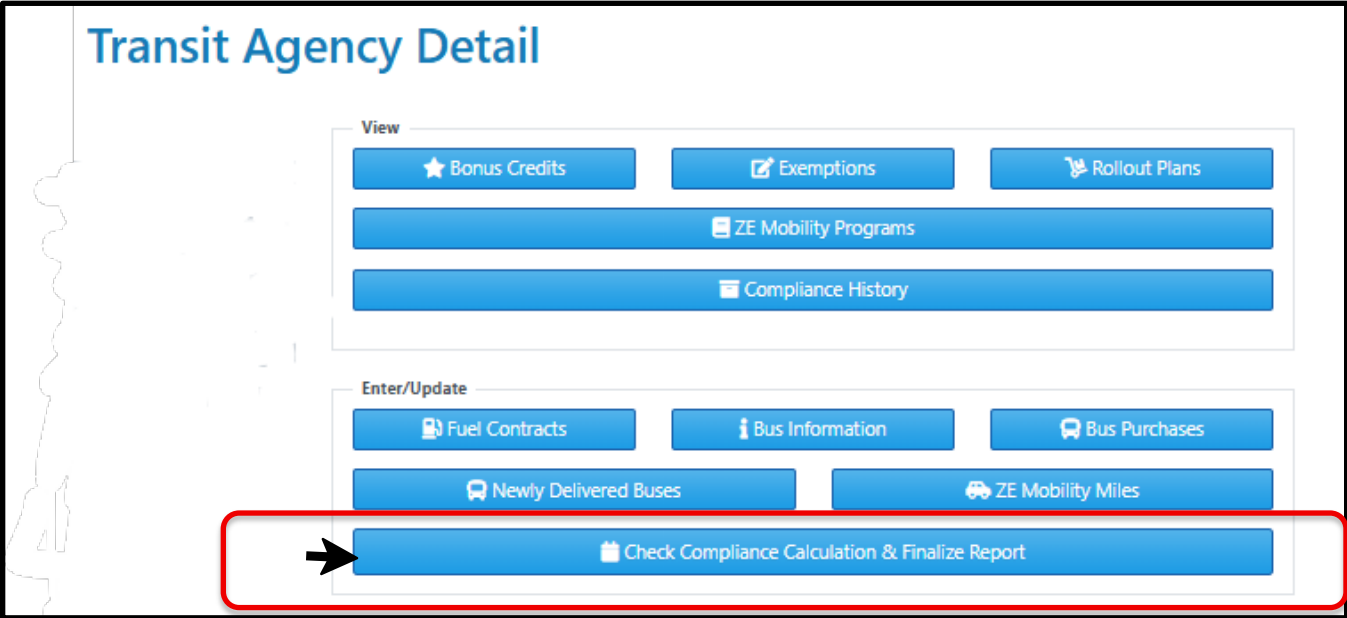 Transit Agency Detail
View
Bonus Credits
Exemptions
Rollout Plans
ZE Mobility Programs
Compliance History
Enter/Update
Fuel Contracts
Bus Information
Bus Purchases
Newly Delivered Buses
ZE Mobility Miles
Check Compliance Calculation & Finalize Report